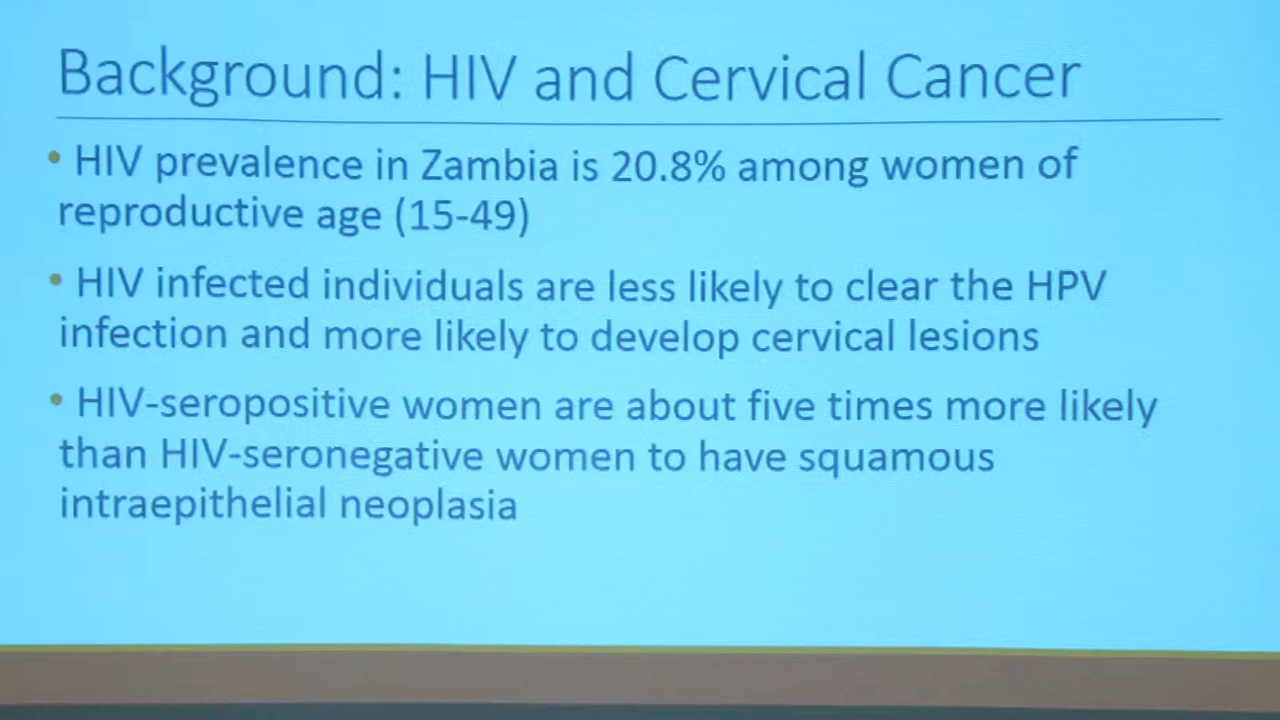 Background: HIV and Cervical Cancer
• HIV prevalence in Zambia is 20.8% among women of
reproductive age (15-49)
• HIV infected individuals are less likely to clear the HPV
infection and more likely to develop cervical lesions
• HIV-seropositive women are about five times more likely
than HIV-seronegative women to have squamous
intraepithelial neoplasia